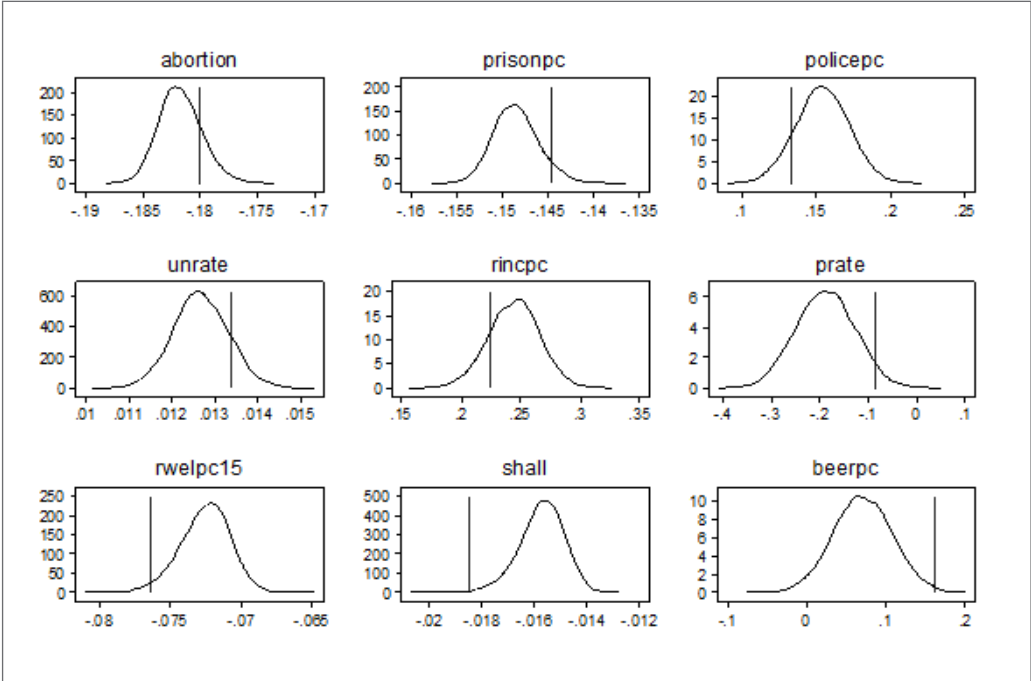 abortion
200
150
100
50
0
-.19 -.185 -.18 -.175 -.17
prisonpc
200
150
100
50
0
-.16 -.155 -.15 -.145 -.14 -.135
policepc
20
15
10
5
0
.1 .15 .2 .25
unrate
600
400
200
0
.01 .011 .012 .013 .014 .015
rincpc
20
15
10
5
0
.15 .2 .25 .3 .35
prate
6
4
2
0
-.4 -.3 -.2 -.1 0 .1
rwelpc15
250
200
150
100
50
0
-.08 -.075 -.07 -.065
shall
500
400
300
200
100
0
-.02 -.018 -.016 -.014 -.012
beerpc
10
8
6
4
2
0
-.1 0 .1 .2